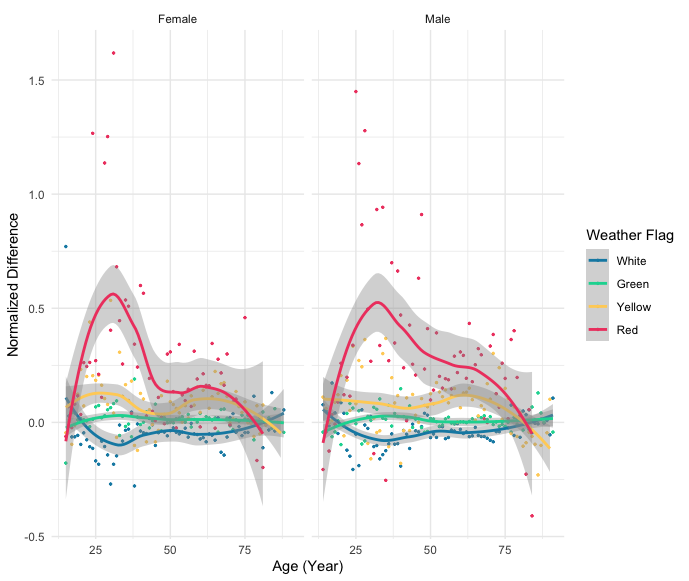 Female
Male
1.5
1.0
0.5
0.0
-0.5
Normalized Difference
25
50
75
25
50
75
Age (Year)
Weather Flag
White
Green
Yellow
Red